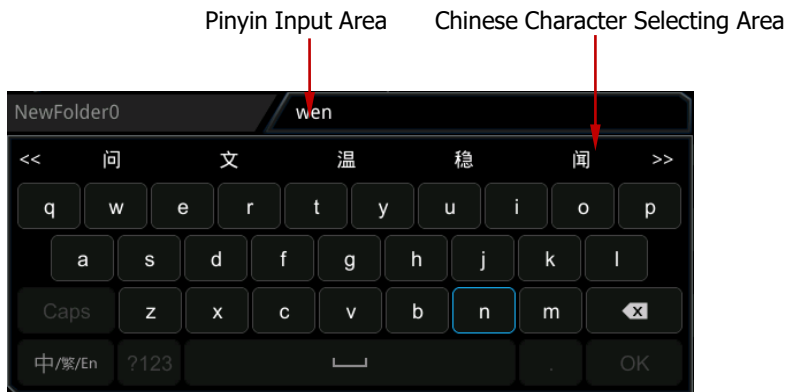 Pinyin Input Area Chinese Character Selecting Area
NewFolder0 wen
<< 问 文 温 稳 闻 >>
q w e r t y u i o p
a s d f g h j k l
Caps z x c v b n m x
中/繁/En ?123 . OK